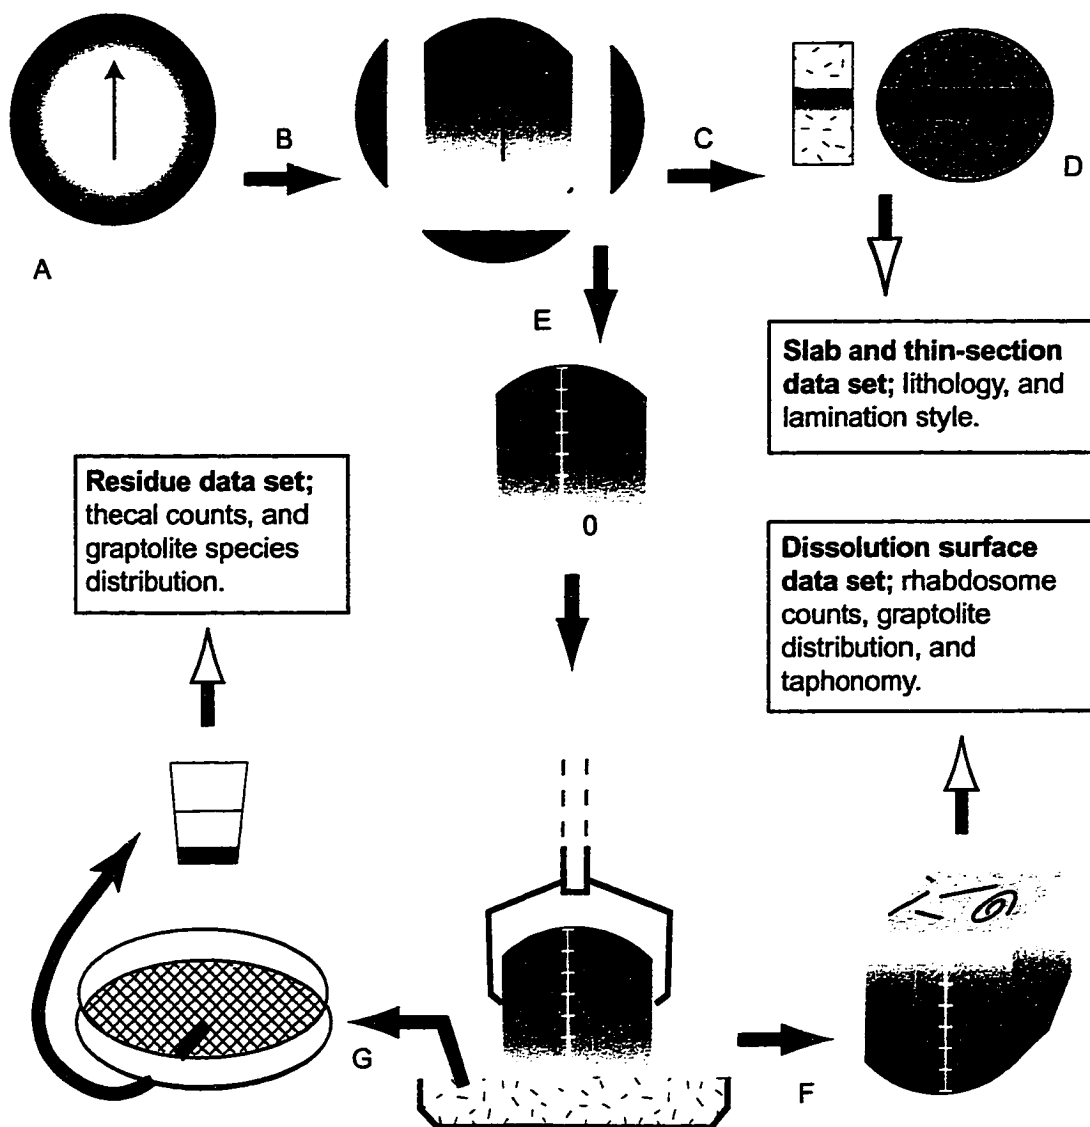 A
B
C
D
E
Slab and thin-section
data set; lithology, and
lamination style.
Residue data set;
thecal counts, and
graptolite species
distribution.
0
Dissolution surface
data set; rhabdosome
counts, graptolite
distribution, and
taphonomy.
G
F